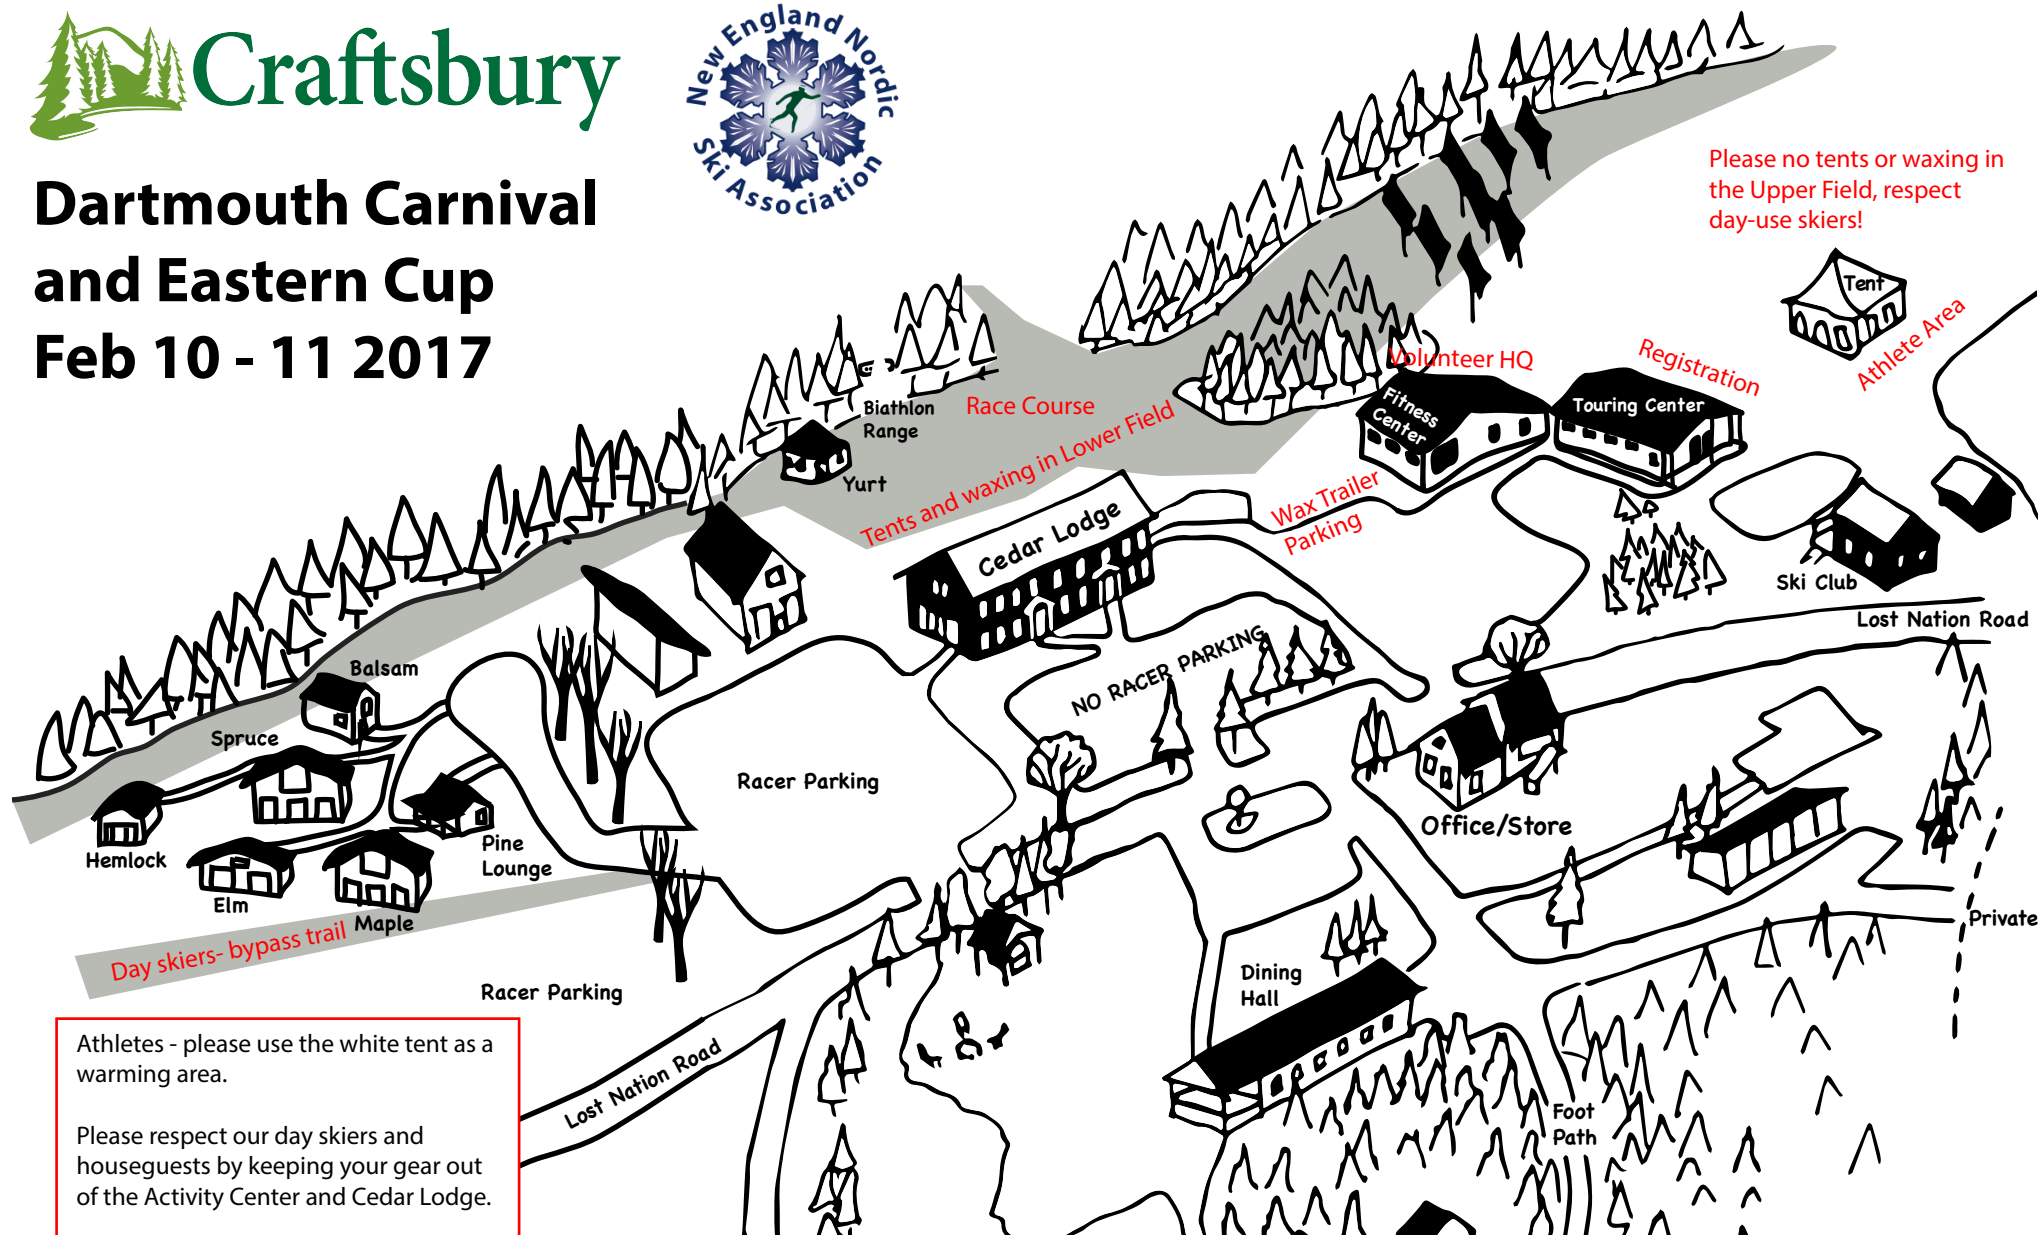 Craftsbury
New England Nordic
Ski Association
Dartmouth Carnival
and Eastern Cup
Feb 10 - 11 2017
Please no tents or waxing in
the Upper Field, respect
day-use skiers!
Tent
Athlete Area
Volunteer HQ
Registration
Fitness
Center
Touring Center
Biathlon
Range
Race Course
Yurt
Tents and waxing in Lower Field
Wax Trailer
Parking
Cedar Lodge
Ski Club
Lost Nation Road
NO RACER PARKING
Balsam
Spruce
Racer Parking
Office/Store
Pine
Lounge
Hemlock
Elm
Maple
Day skiers- bypass trail
Private
Dining
Hall
Racer Parking
Lost Nation Road
Foot
Path
Athletes - please use the white tent as a
warming area.
Please respect our day skiers and
houseguests by keeping your gear out
of the Activity Center and Cedar Lodge.